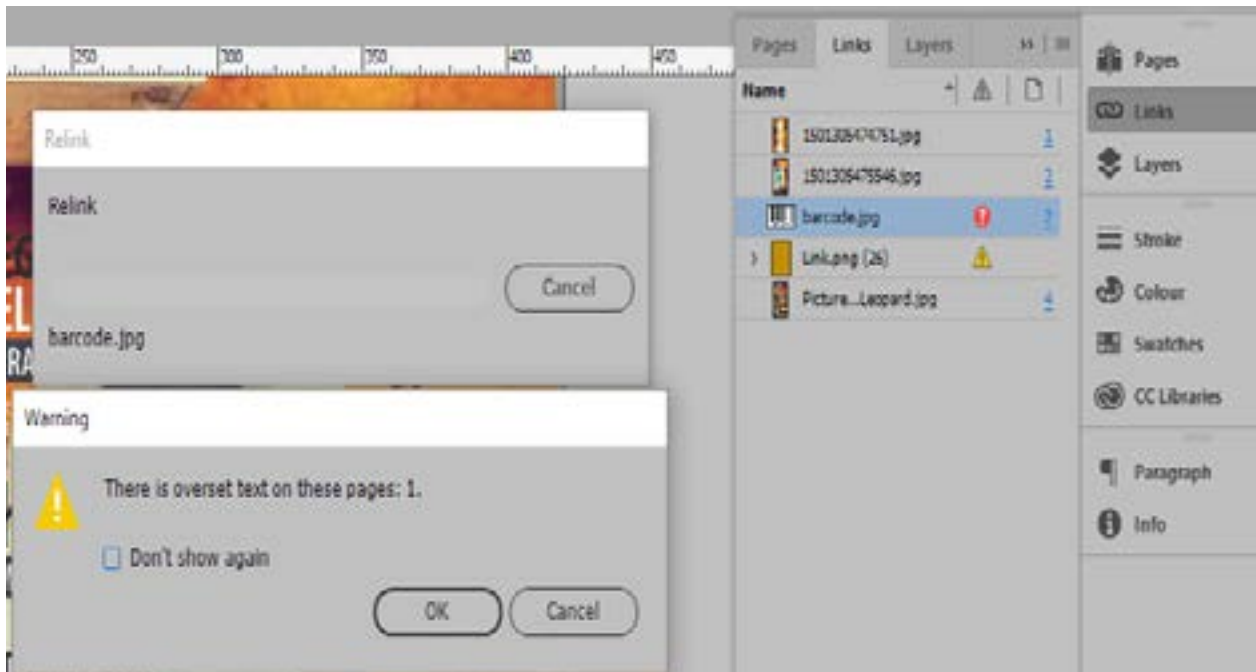 250 300 350 400 450
Relink
Relink
Cancel
barcode.jpg
EL
RA
Warning
There is overset text on these pages: 1.
Don't show again
OK Cancel
Pages Links Layers
Name
1501305474751.jpg 1
1501305475546.jpg
barcode.jpg
Link.png (26)
Picture...Leopard.jpg 4
Pages
Links
Layers
Stroke
Colour
Swatches
CC Libraries
Paragraph
Info